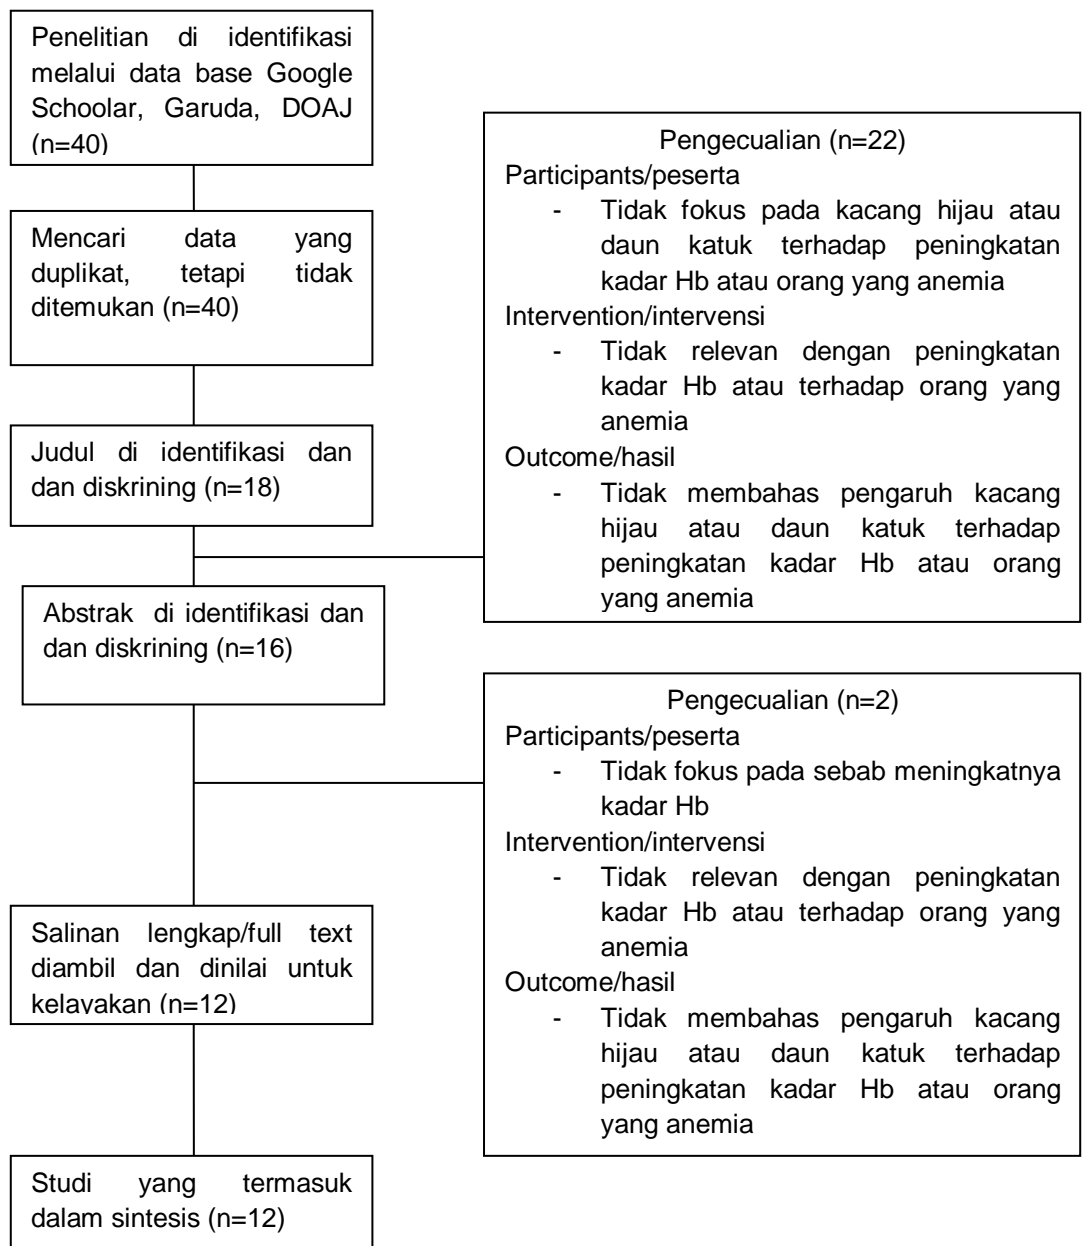 Penelitian di identifikasi
melalui data base Google
Schoolar, Garuda, DOAJ
(n=40)
Mencari data yang
duplikat, tetapi tidak
ditemukan (n=40)
Judul di identifikasi dan
dan diskrining (n=18)
Pengecualian (n=22)
Participants/peserta
- Tidak fokus pada kacang hijau atau
daun katuk terhadap peningkatan
kadar Hb atau orang yang anemia
Intervention/intervensi
- Tidak relevan dengan peningkatan
kadar Hb atau terhadap orang yang
anemia
Outcome/hasil
- Tidak membahas pengaruh kacang
hijau atau daun katuk terhadap
peningkatan kadar Hb atau orang
yang anemia
Abstrak di identifikasi dan
dan diskrining (n=16)
Pengecualian (n=2)
Participants/peserta
- Tidak fokus pada sebab meningkatnya
kadar Hb
Intervention/intervensi
- Tidak relevan dengan peningkatan
kadar Hb atau terhadap orang yang
anemia
Outcome/hasil
- Tidak membahas pengaruh kacang
hijau atau daun katuk terhadap
peningkatan kadar Hb atau orang
yang anemia
Salinan lengkap/full text
diambil dan dinilai untuk
kelayakan (n=12)
Studi yang termasuk
dalam sintesis (n=12)